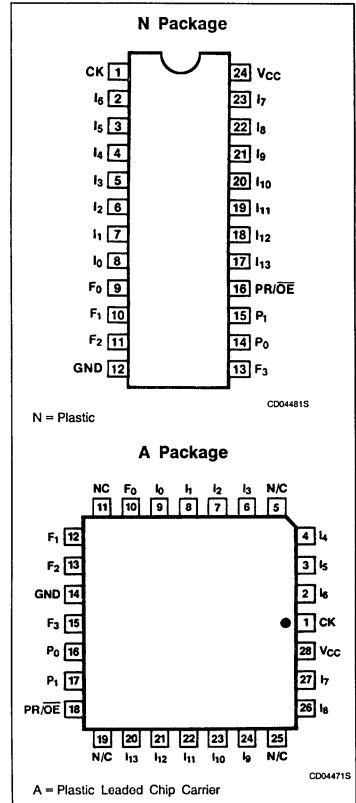 N Package
CK 1 24 VCC
I6 2 23 I7
I5 3 22 I8
I4 4 21 I9
I3 5 20 I10
I2 6 19 I11
I1 7 18 I12
I0 8 17 I13
F0 9 16 PR/OE
F1 10 15 P1
F2 11 14 P0
GND 12 13 F3
CD04481S
N = Plastic
A Package
NC F0 I0 I1 I2 I3 N/C
11 10 9 8 7 6 5
F1 12 4 I4
F2 13 3 I5
GND 14 2 I6
F3 15 1 CK
P0 16 28 VCC
P1 17 27 I7
PR/OE 18 26 I8
19 20 21 22 23 24 25
N/C I13 I12 I11 I10 I9 N/C
CD04471S
A = Plastic Leaded Chip Carrier